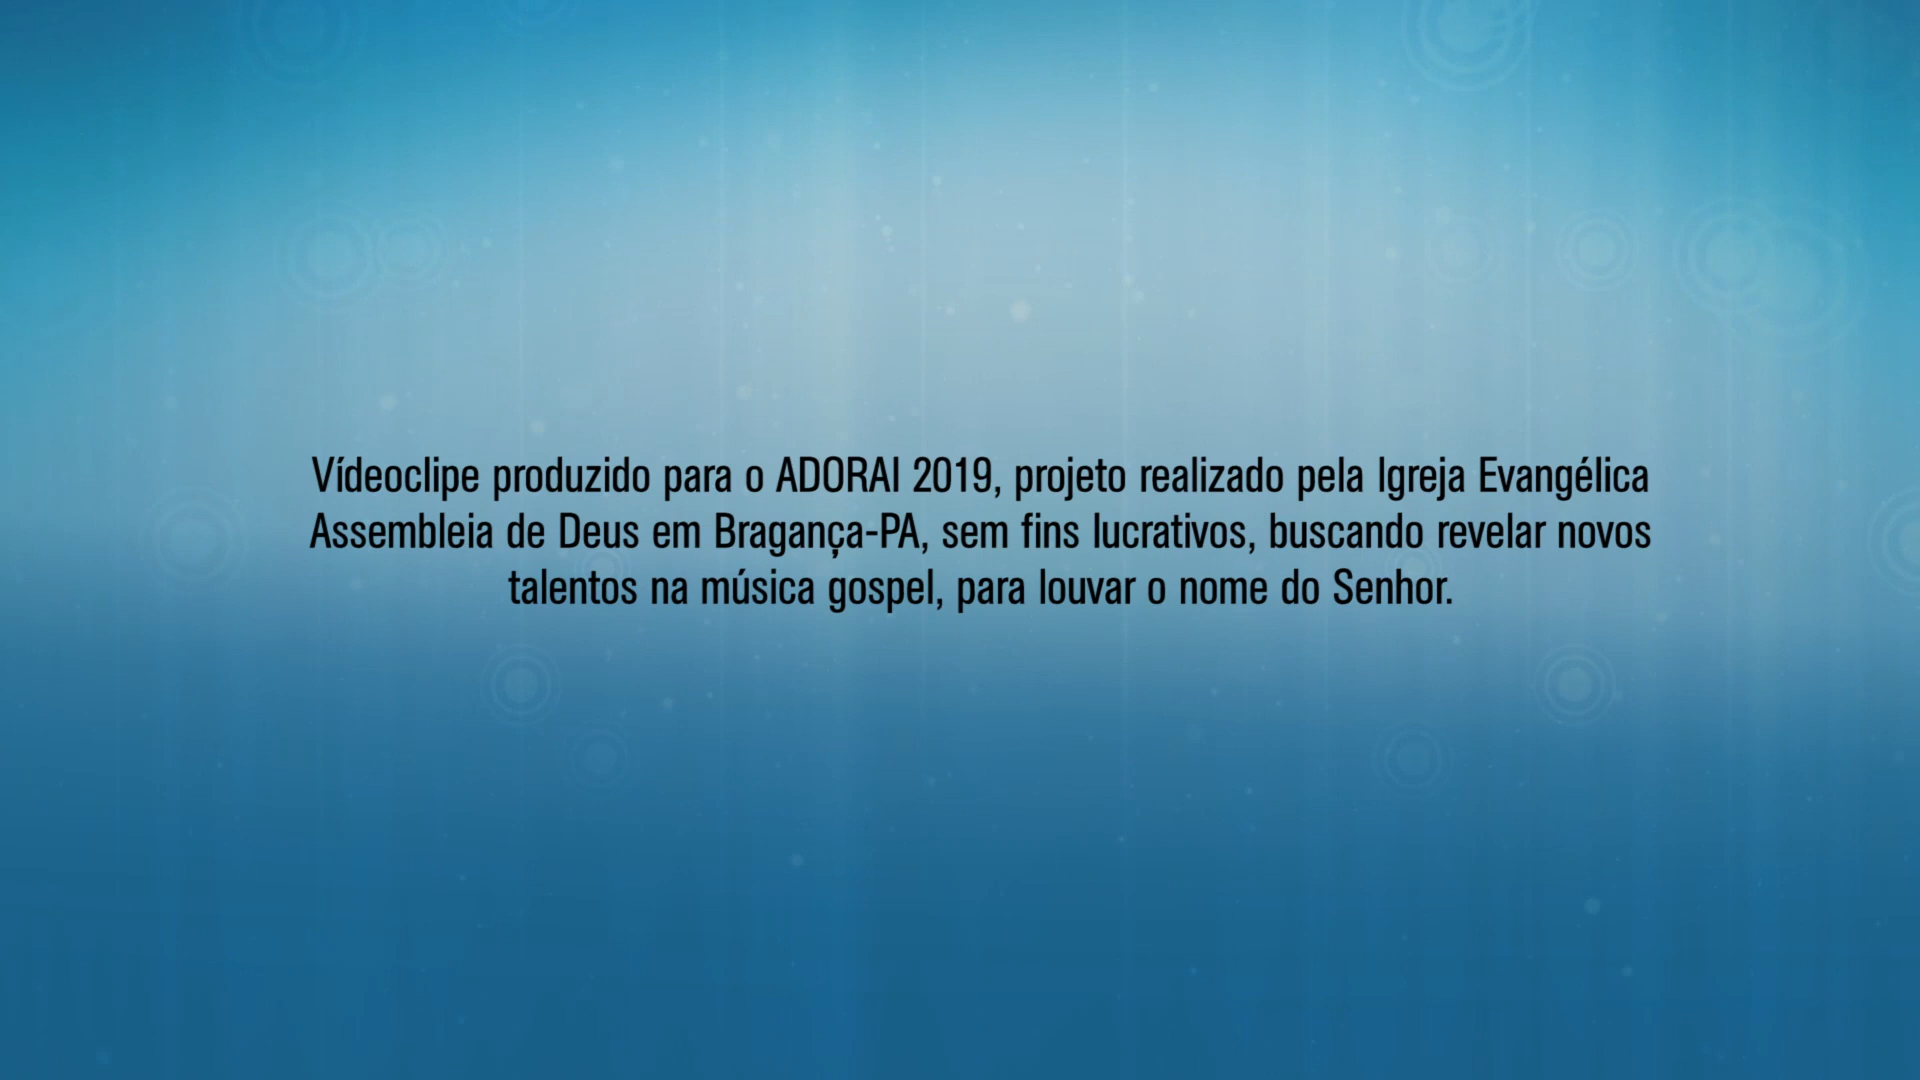 Vídeoclipe produzido para o ADORAI 2019, projeto realizado pela Igreja Evangélica
Assembleia de Deus em Bragança-PA, sem fins lucrativos, buscando revelar novos
talentos na música gospel, para louvar o nome do Senhor.